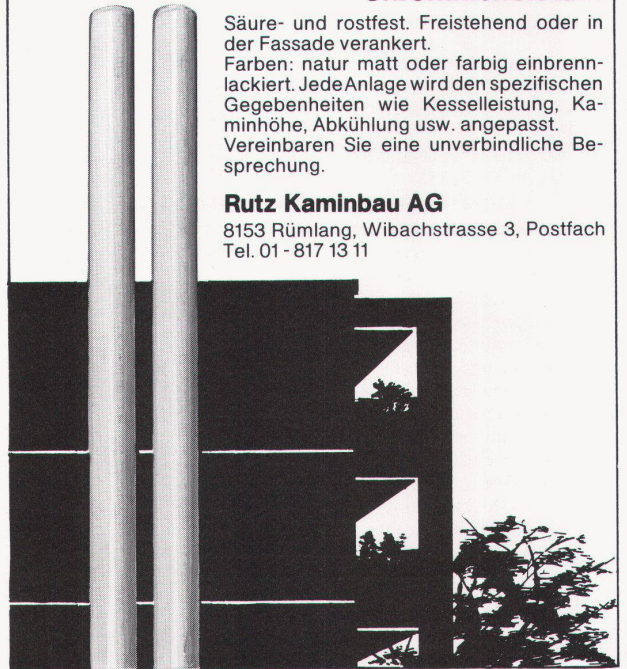 Säure- und rostfest. Freistehend oder in
der Fassade verankert.
Farben: natur matt oder farbig einbrenn-
lackiert. Jede Anlage wird den spezifischen
Gegebenheiten wie Kesselleistung, Ka-
minhöhe, Abkühlung usw. angepasst.
Vereinbaren Sie eine unverbindliche Be-
sprechung.
Rutz Kaminbau AG
8153 Rümlang, Wibachstrasse 3, Postfach
Tel. 01 - 817 13 11